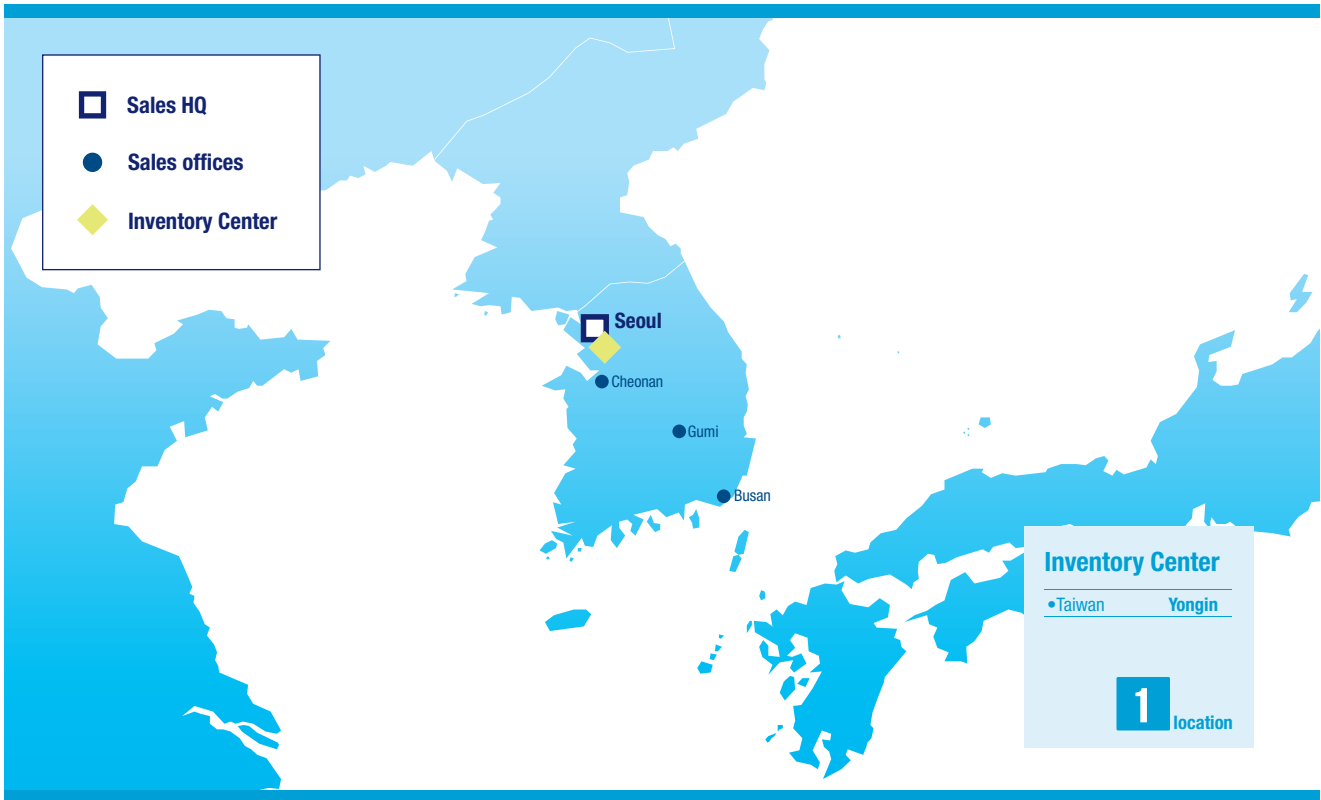 Sales HQ
Sales offices
Inventory Center
Seoul
Cheonan
Gumi
Busan
Inventory Center
•Taiwan Yongin
1 location